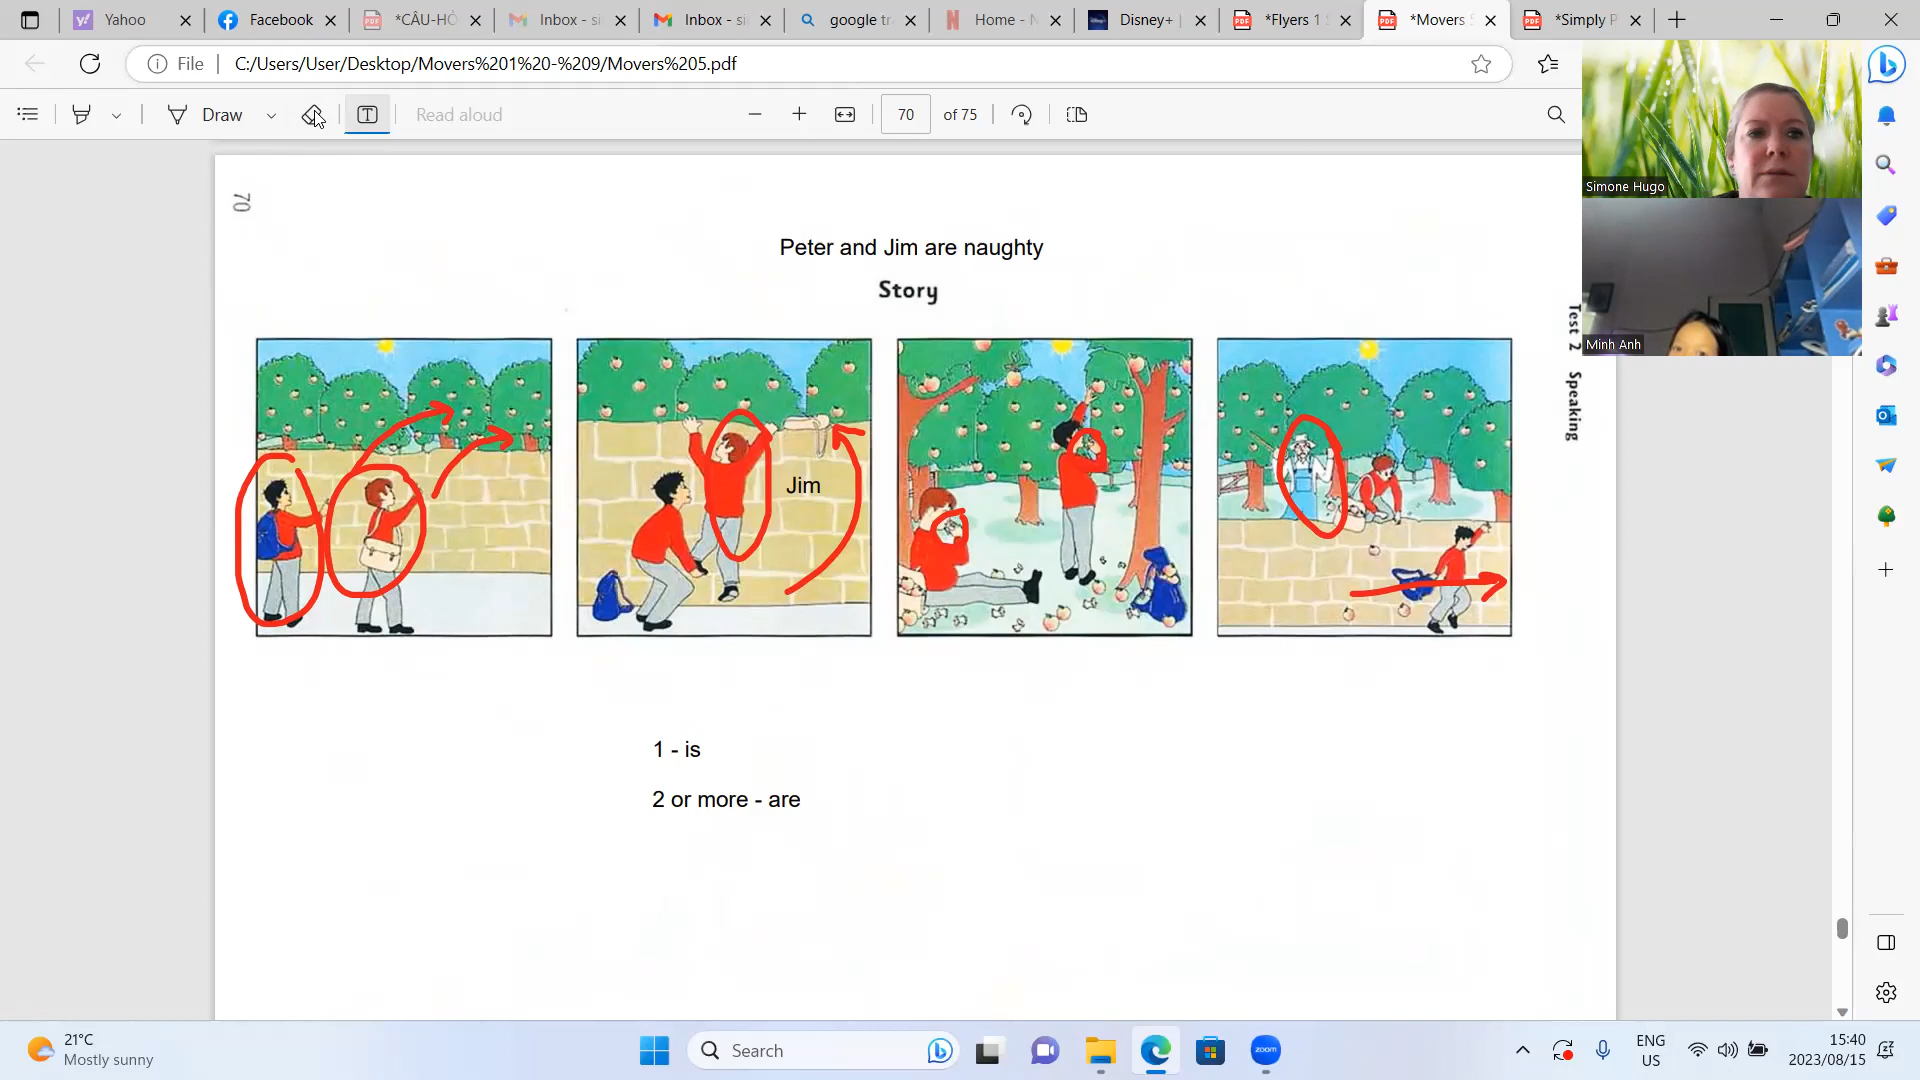 Yahoo
Facebook
*CÂU-HỎ
Inbox - si
Inbox - si
google tr
Home - N
Disney+ |
*Flyers 1 S
*Movers 5
*Simply P
File
C:/Users/User/Desktop/Movers%201%20-%209/Movers%205.pdf
Draw
Read aloud
70
of 75
Simone Hugo
Minh Anh
70
Peter and Jim are naughty
Story
Test 2 Speaking
Jim
1 - is
2 or more - are
21°C
Mostly sunny
Search
zoom
ENG
US
15:40
2023/08/15